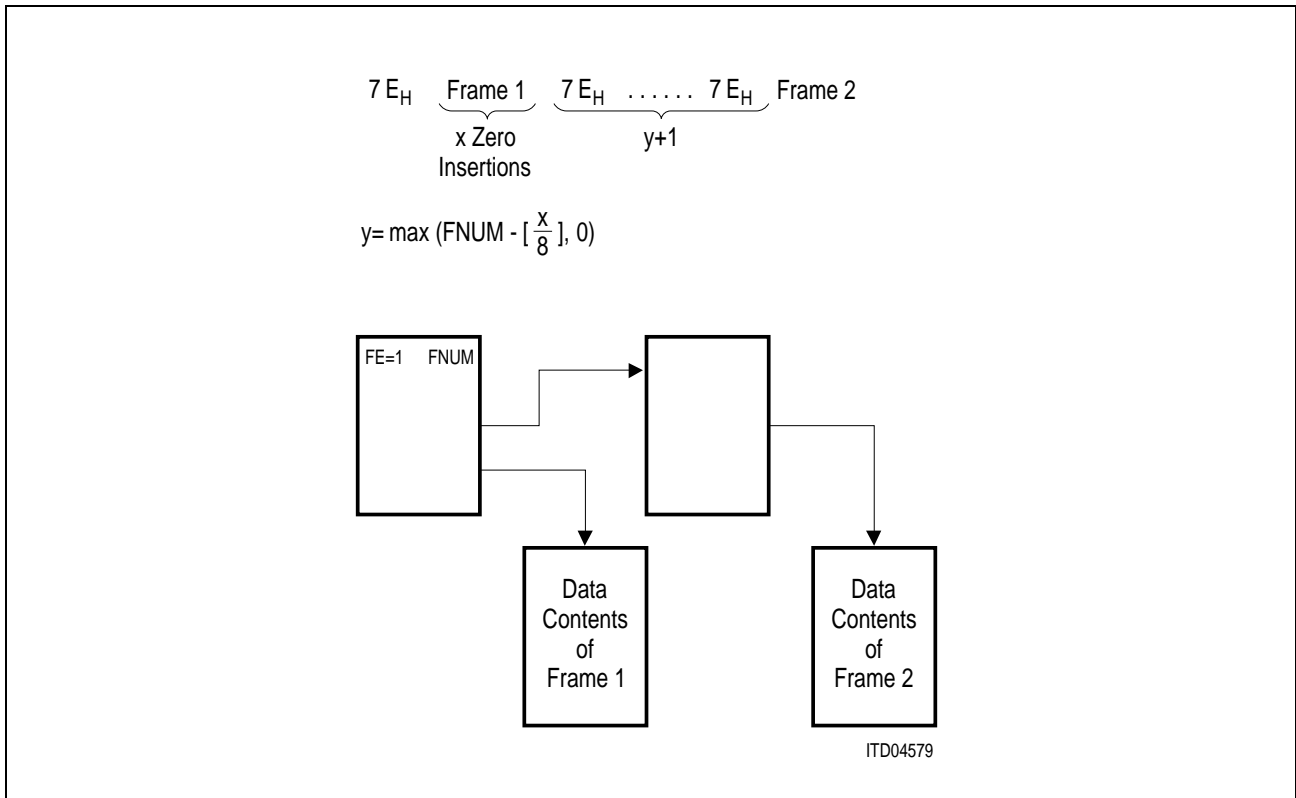 7 E_H Frame 1 7 E_H . . . . . . 7 E_H Frame 2
x Zero y+1
Insertions
y= max (FNUM - [ x/8 ], 0)
FE=1 FNUM
Data
Contents
of
Frame 1
Data
Contents
of
Frame 2
ITD04579